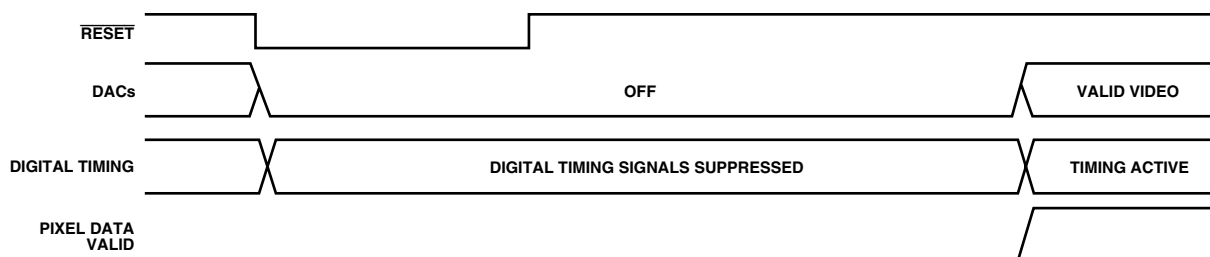 RESET
DACs
OFF
VALID VIDEO
DIGITAL TIMING
DIGITAL TIMING SIGNALS SUPPRESSED
TIMING ACTIVE
PIXEL DATA
VALID